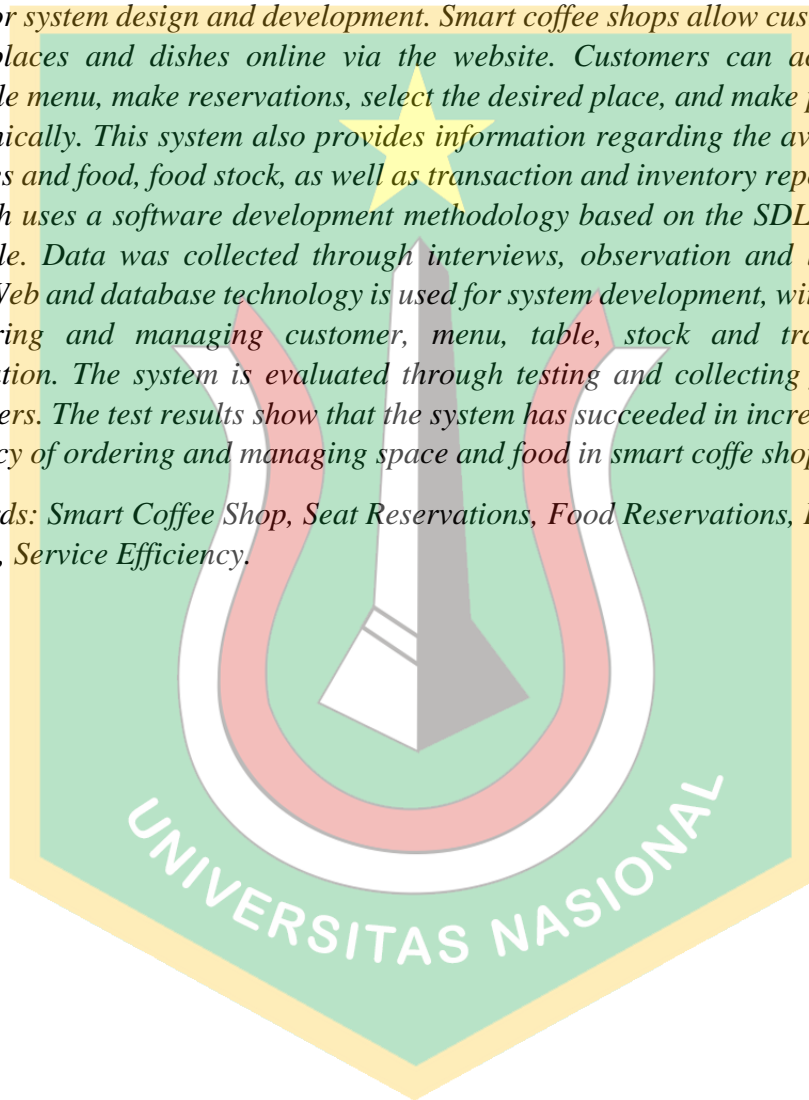 or system design and development. Smart coffee shops allow cus
places and dishes online via the website. Customers can ac
le menu, make reservations, select the desired place, and make p
nically. This system also provides information regarding the av
s and food, food stock, as well as transaction and inventory rep
h uses a software development methodology based on the SDL
le. Data was collected through interviews, observation and
Web and database technology is used for system development, wi
ring and managing customer, menu, table, stock and tra
tion. The system is evaluated through testing and collecting
ers. The test results show that the system has succeeded in incre
cy of ordering and managing space and food in smart coffe shop
ds: Smart Coffee Shop, Seat Reservations, Food Reservations,
, Service Efficiency.
UNIVERSITAS NASIONAL